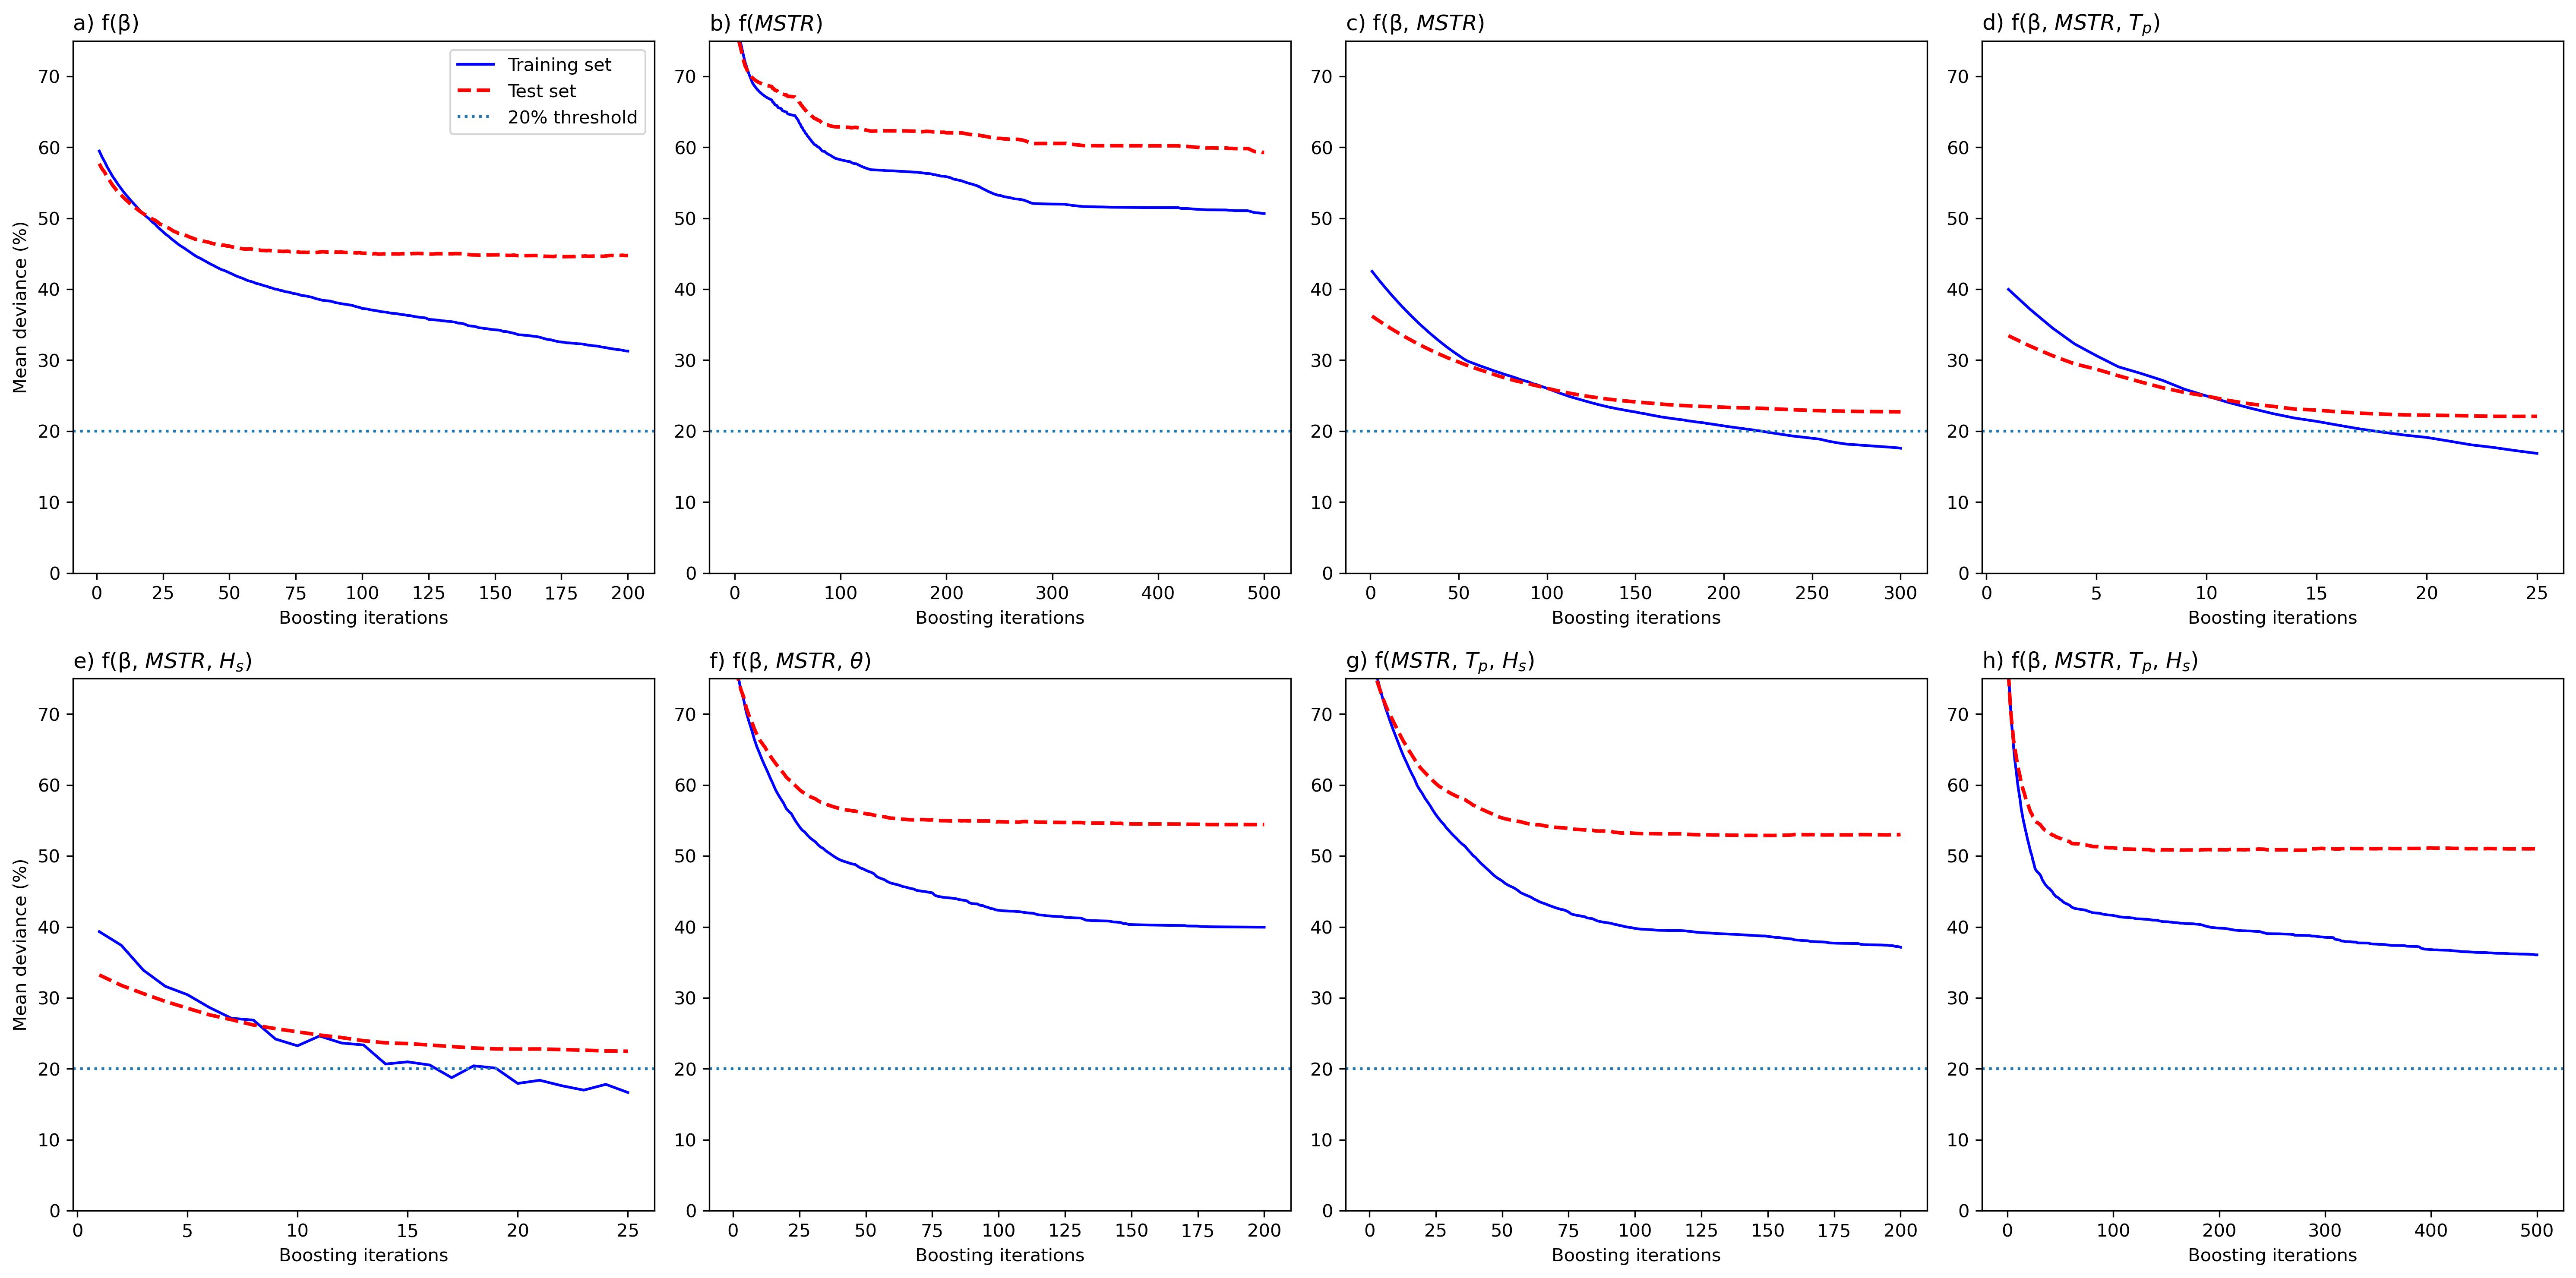 a) f(β)
Training set
Test set
20% threshold
Mean deviance (%)
70
60
50
40
30
20
10
0
0 25 50 75 100 125 150 175 200
Boosting iterations
b) f(MSTR)
70
60
50
40
30
20
10
0
0 100 200 300 400 500
Boosting iterations
c) f(β, MSTR)
70
60
50
40
30
20
10
0
0 50 100 150 200 250 300
Boosting iterations
d) f(β, MSTR, Tp)
70
60
50
40
30
20
10
0
0 5 10 15 20 25
Boosting iterations
e) f(β, MSTR, Hs)
Mean deviance (%)
70
60
50
40
30
20
10
0
0 5 10 15 20 25
Boosting iterations
f) f(β, MSTR, θ)
70
60
50
40
30
20
10
0
0 25 50 75 100 125 150 175 200
Boosting iterations
g) f(MSTR, Tp, Hs)
70
60
50
40
30
20
10
0
0 25 50 75 100 125 150 175 200
Boosting iterations
h) f(β, MSTR, Tp, Hs)
70
60
50
40
30
20
10
0
0 100 200 300 400 500
Boosting iterations